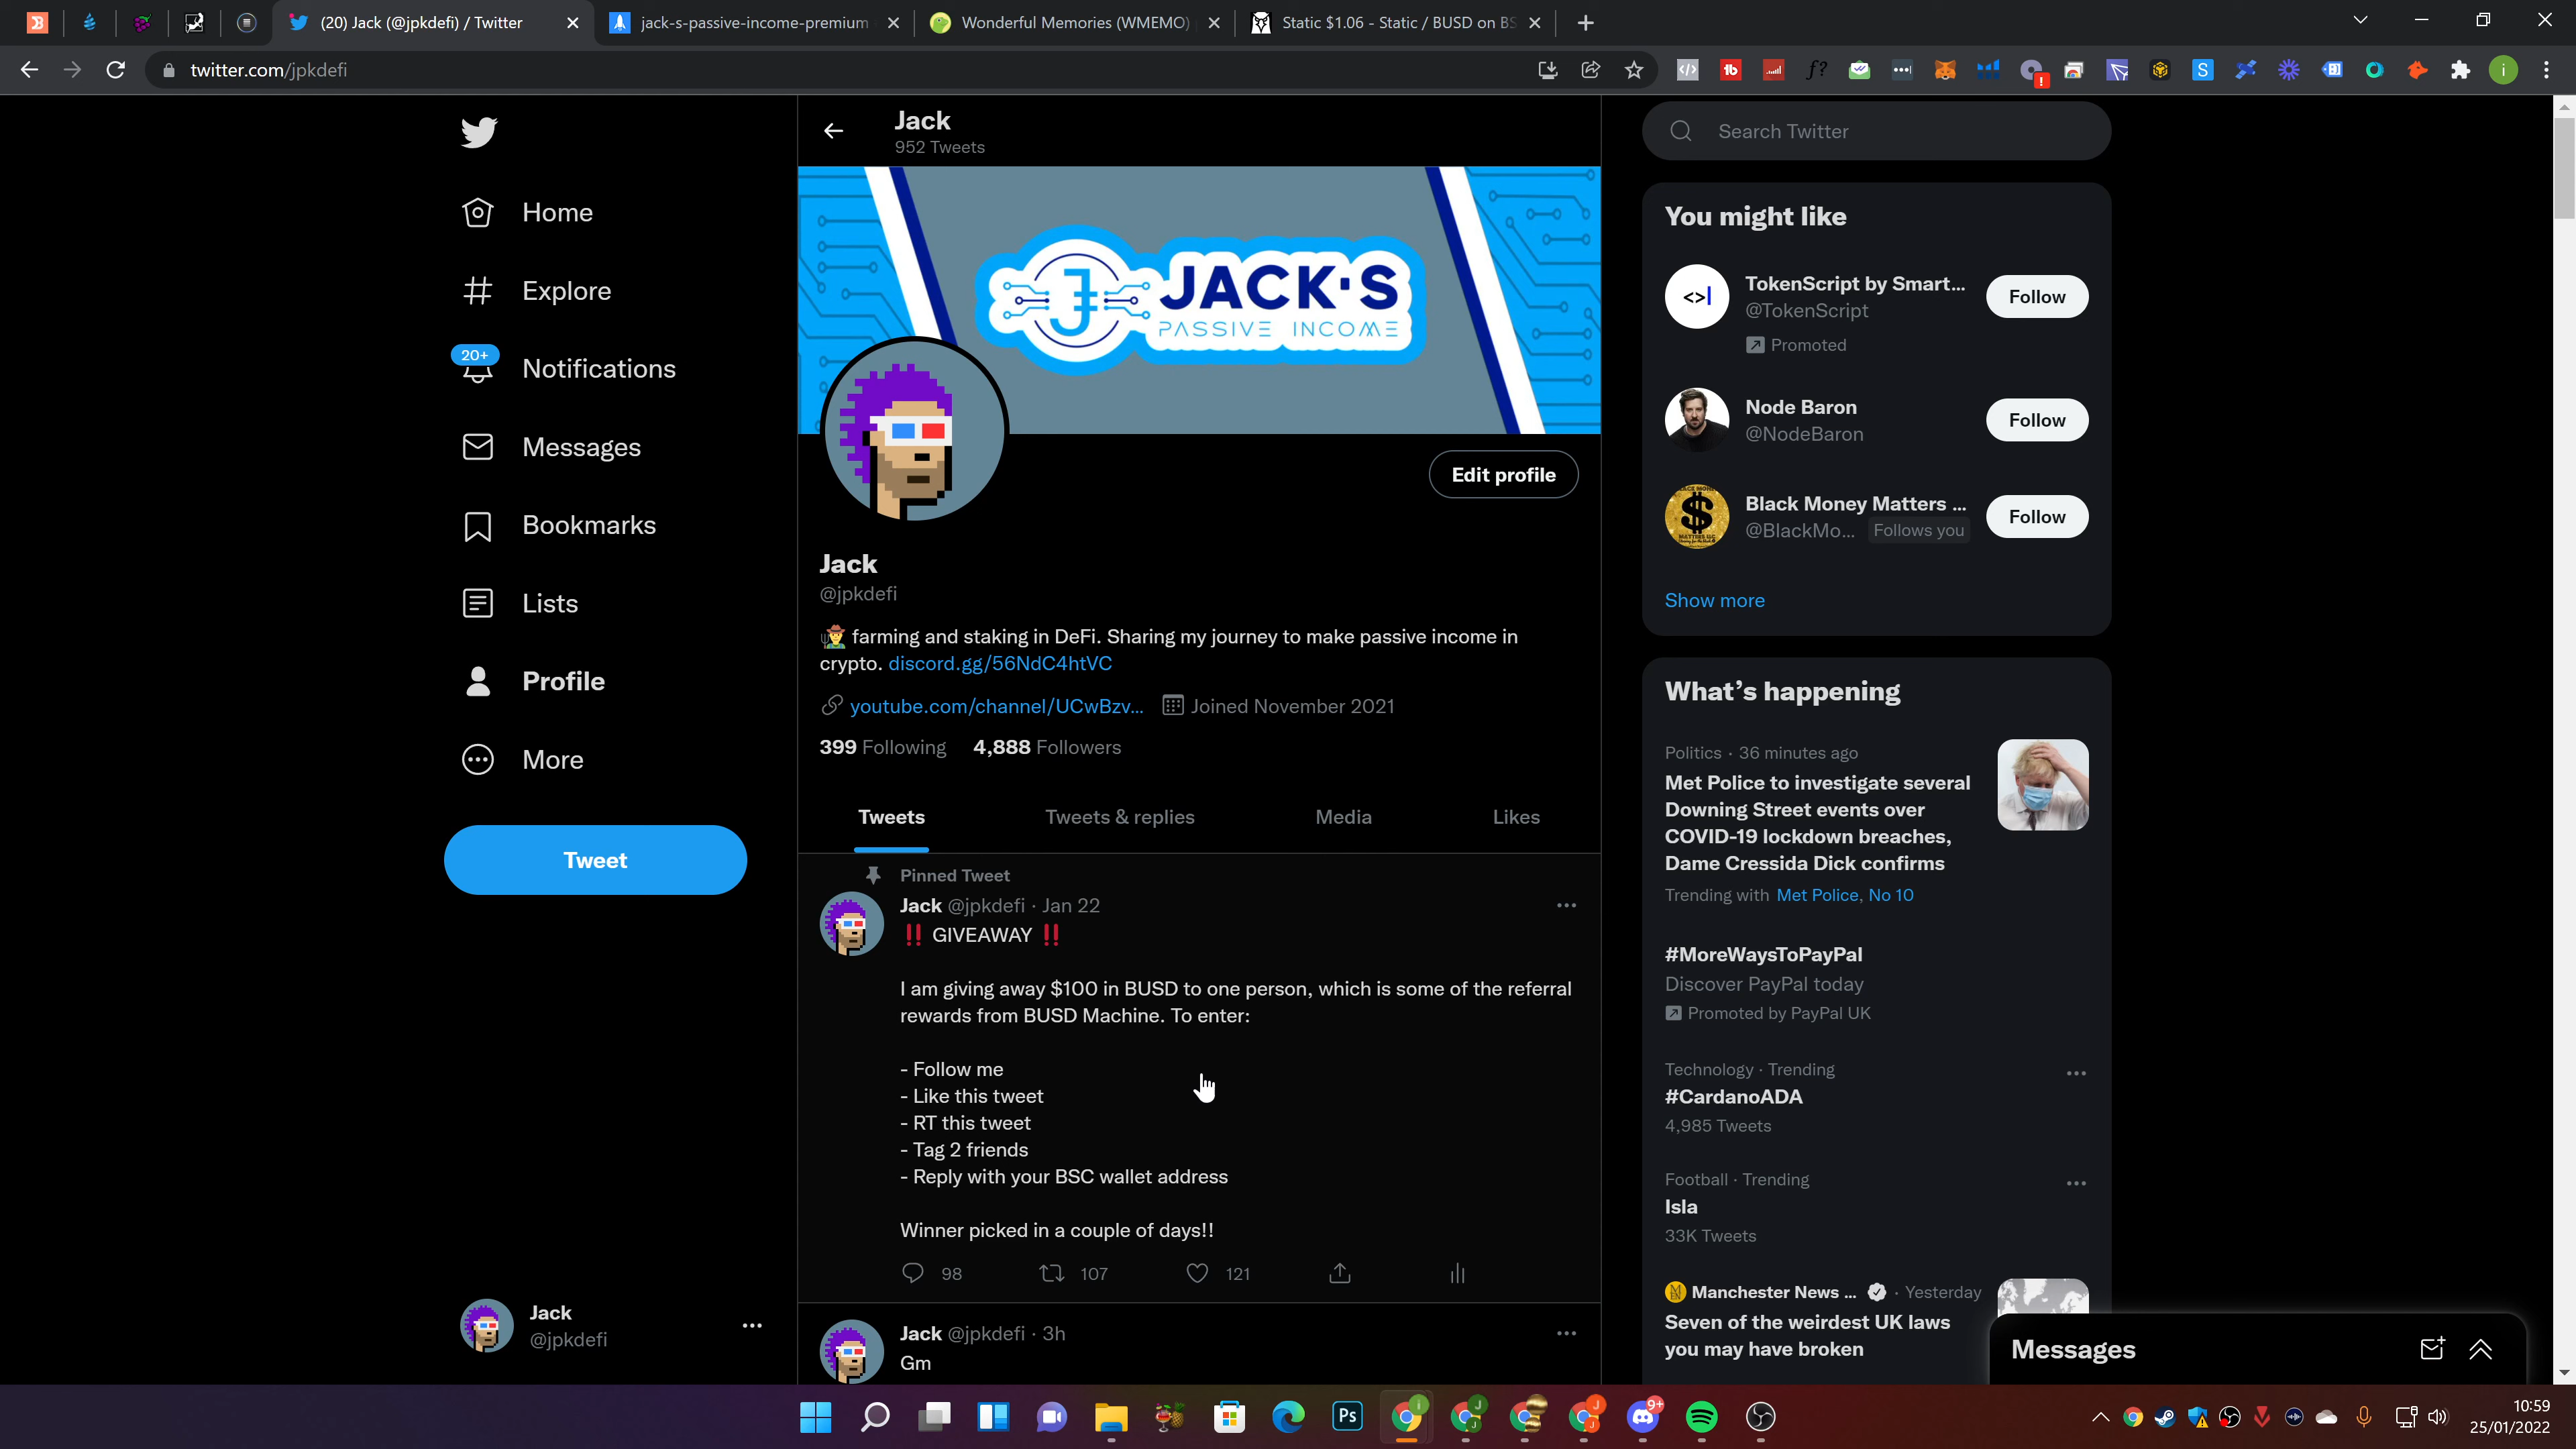 (20) Jack (@jpkdefi) / Twitter
jack-s-passive-income-premium
Wonderful Memories (WMEMO)
Static $1.06 - Static / BUSD on BS
twitter.com/jpkdefi
Jack
952 Tweets
JACK·S
PASSIVE INCOME
Home
Explore
20+
Notifications
Messages
Bookmarks
Lists
Profile
More
Tweet
Jack
@jpkdefi
Edit profile
Jack
@jpkdefi
farming and staking in DeFi. Sharing my journey to make passive income in
crypto. discord.gg/56NdC4htVC
youtube.com/channel/UCwBzv... Joined November 2021
399 Following 4,888 Followers
Tweets Tweets & replies Media Likes
Pinned Tweet
Jack @jpkdefi · Jan 22
‼ GIVEAWAY ‼
I am giving away $100 in BUSD to one person, which is some of the referral
rewards from BUSD Machine. To enter:
- Follow me
- Like this tweet
- RT this tweet
- Tag 2 friends
- Reply with your BSC wallet address
Winner picked in a couple of days!!
98 107 121
Jack @jpkdefi · 3h
Gm
Search Twitter
You might like
TokenScript by Smart...
@TokenScript
Promoted
Follow
Node Baron
@NodeBaron
Follow
Black Money Matters ...
@BlackMo... Follows you
Follow
Show more
What's happening
Politics · 36 minutes ago
Met Police to investigate several
Downing Street events over
COVID-19 lockdown breaches,
Dame Cressida Dick confirms
Trending with Met Police, No 10
#MoreWaysToPayPal
Discover PayPal today
Promoted by PayPal UK
Technology · Trending
#CardanoADA
4,985 Tweets
Football · Trending
Isla
33K Tweets
Manchester News ... · Yesterday
Seven of the weirdest UK laws
you may have broken
Messages
Ps
9+
10:59
25/01/2022